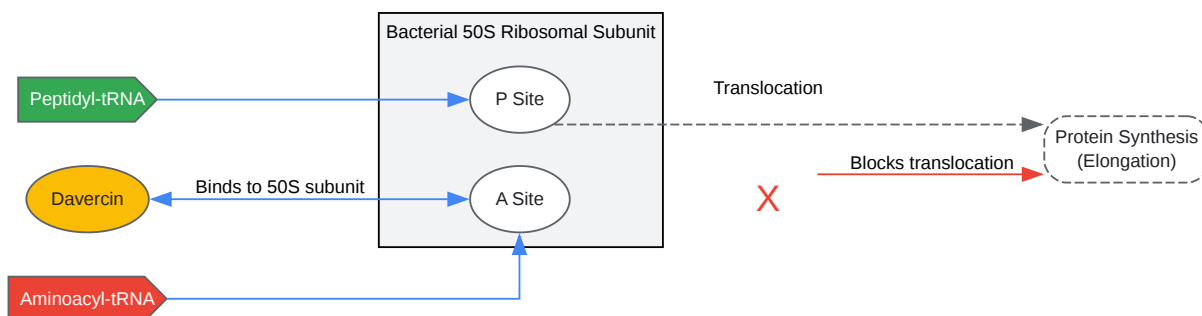 Bacterial 50S Ribosomal Subunit
Peptidyl-tRNA
P Site
Translocation
Protein Synthesis
(Elongation)
Blocks translocation
Davercin
Binds to 50S subunit
A Site
X
Aminoacyl-tRNA